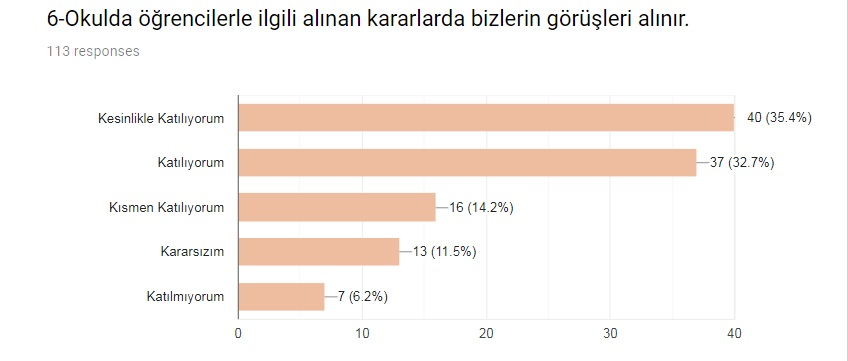 6-Okulda öğrencilerle ilgili alınan kararlarda bizlerin görüşleri alınır.
113 responses
Kesinlikle Katılıyorum 40 (35.4%)
Katılıyorum 37 (32.7%)
Kısmen Katılıyorum 16 (14.2%)
Kararsızım 13 (11.5%)
Katılmıyorum 7 (6.2%)
0 10 20 30 40